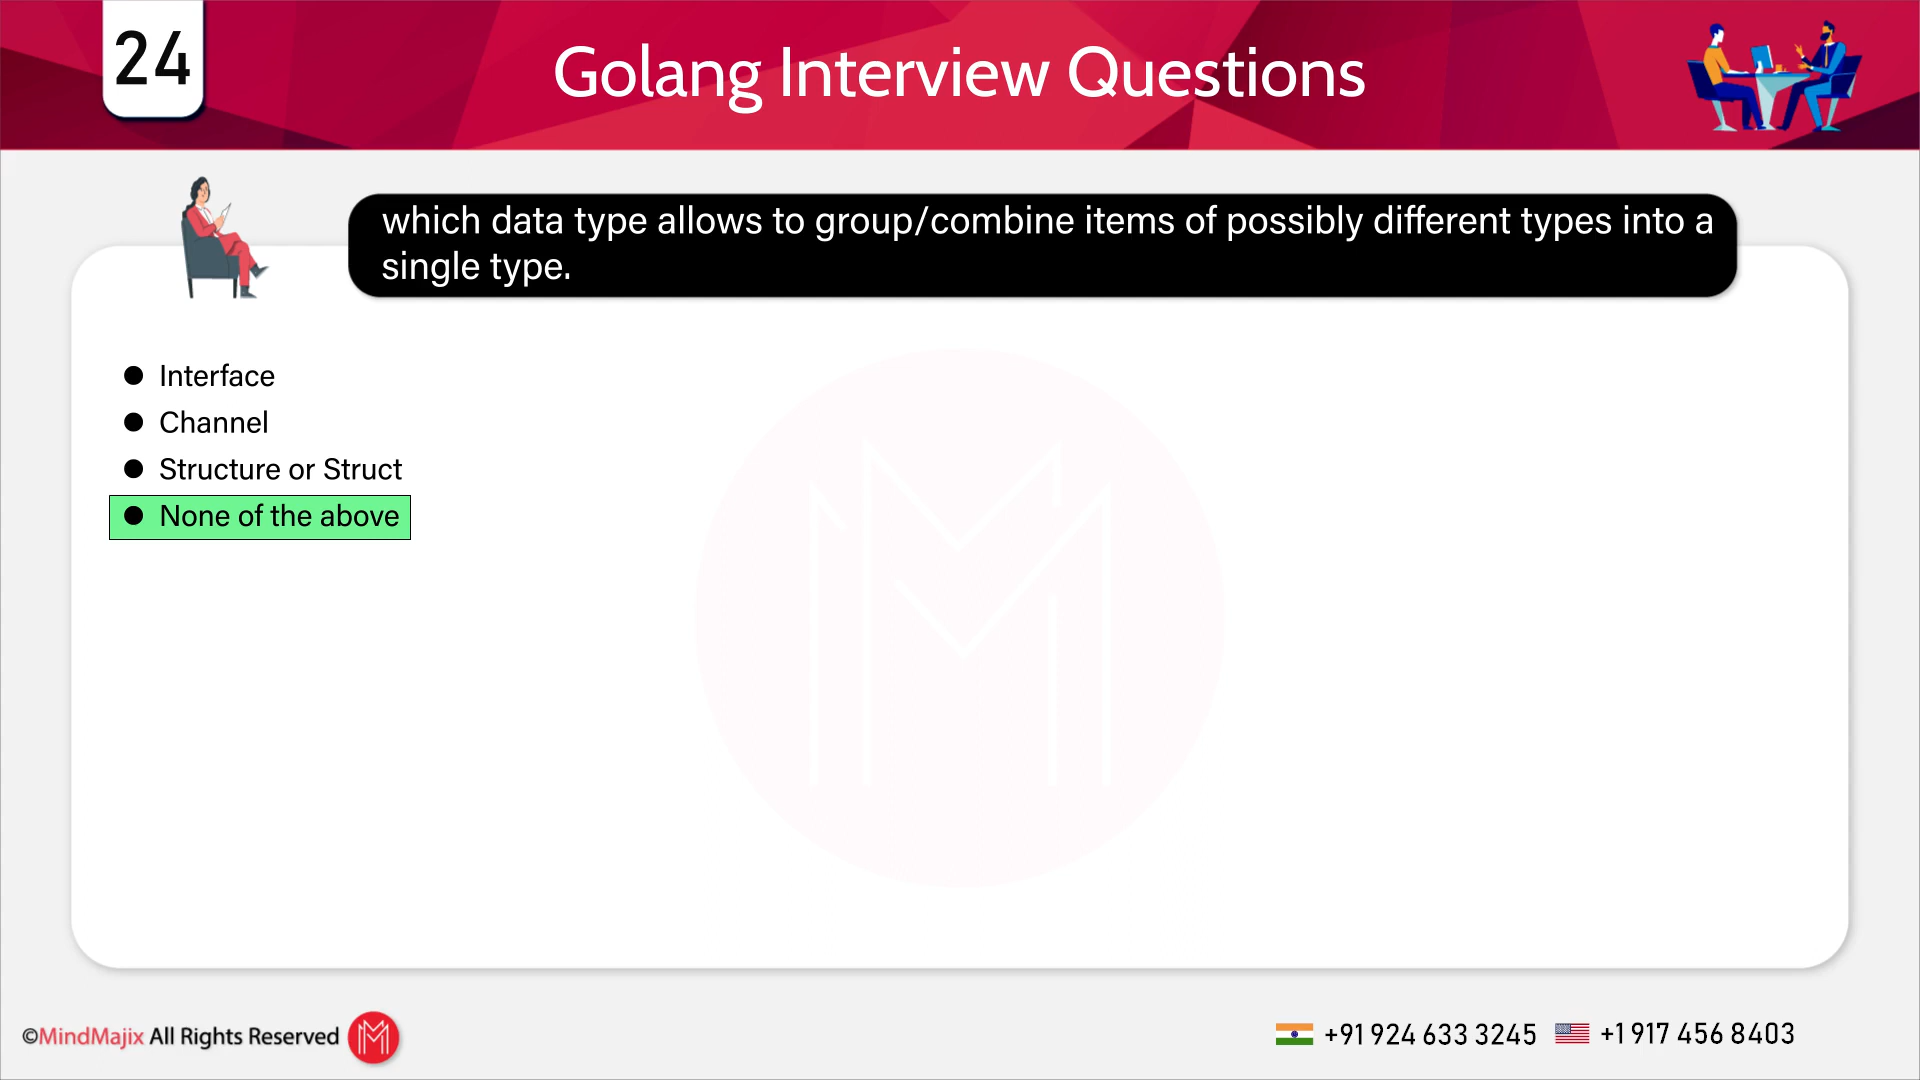 24
Golang Interview Questions
which data type allows to group/combine items of possibly different types into a
single type.
● Interface
● Channel
● Structure or Struct
● None of the above
©MindMajix All Rights Reserved
+91 924 633 3245 +1 917 456 8403